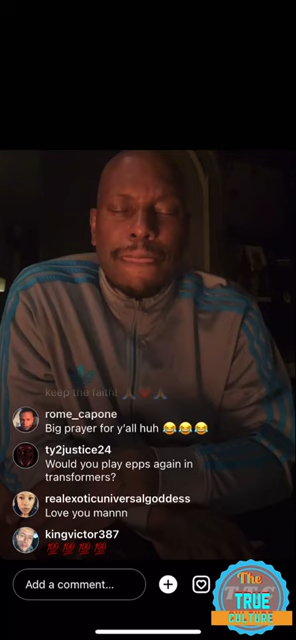 keep the faith! 🙏🏾❤️🙏🏾
rome_capone
Big prayer for y'all huh 😂😂😂
ty2justice24
Would you play epps again in
transformers?
realexoticuniversalgoddess
Love you mannn
kingvictor387
💯 💯 💯 💯
Add a comment...
The
TRUE
CULTURE